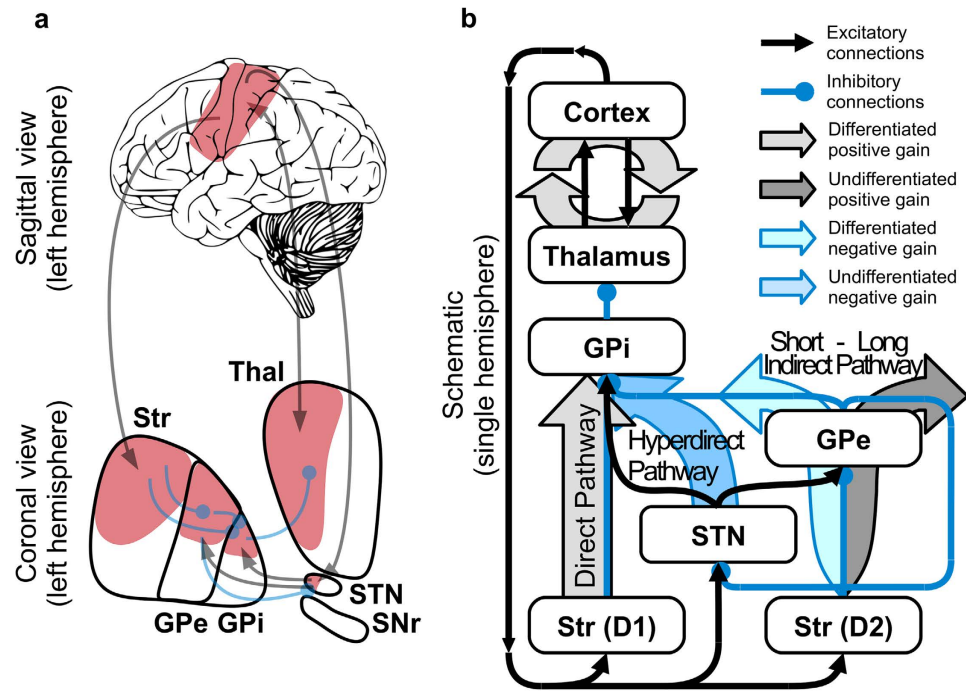 a
Sagittal view
(left hemisphere)
Coronal view
(left hemisphere)
Thal
Str
STN
GPe GPi
SNr
b
Schematic
(single hemisphere)
Cortex
Thalamus
GPi
Direct Pathway
Hyperdirect
Pathway
Short - Long
Indirect Pathway
GPe
STN
Str (D1)
Str (D2)
Excitatory
connections
Inhibitory
connections
Differentiated
positive gain
Undifferentiated
positive gain
Differentiated
negative gain
Undifferentiated
negative gain